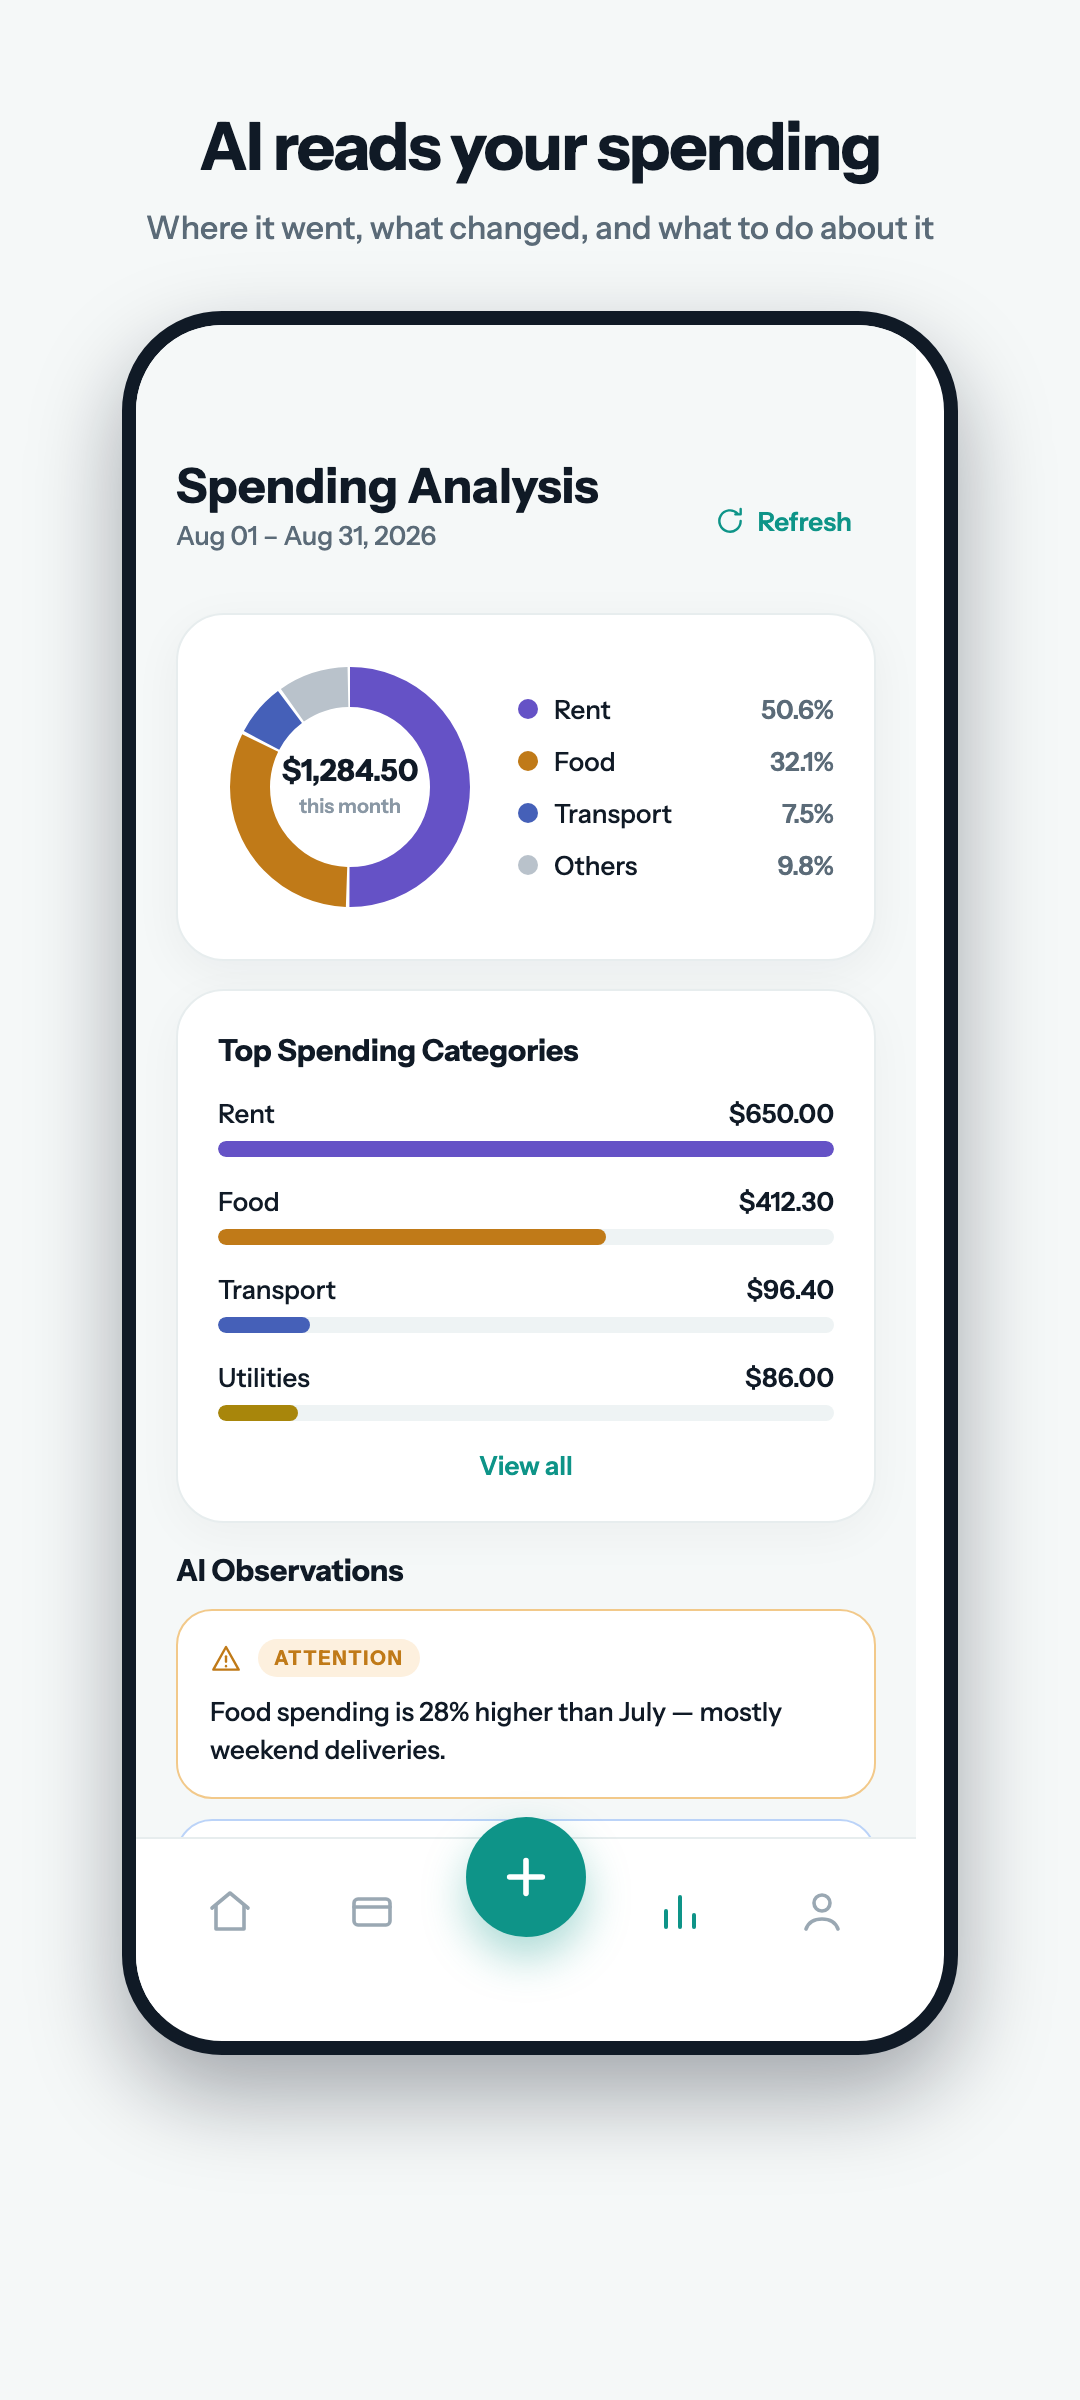 AI reads your spending
Where it went, what changed, and what to do about it
Spending Analysis
Aug 01 – Aug 31, 2026
Refresh
$1,284.50
this month
Rent 50.6%
Food 32.1%
Transport 7.5%
Others 9.8%
Top Spending Categories
Rent $650.00
Food $412.30
Transport $96.40
Utilities $86.00
View all
AI Observations
ATTENTION
Food spending is 28% higher than July — mostly
weekend deliveries.